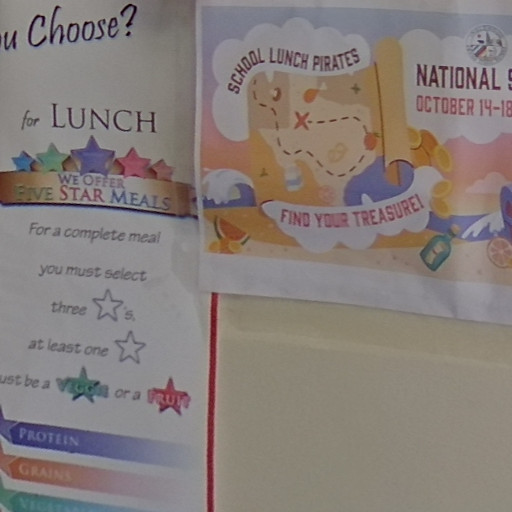 u Choose?
for LUNCH
WE OFFER
FIVE STAR MEALS
For a complete meal
you must select
three s,
at least one
ust be a VEGGIE or a FRUIT
PROTEIN
GRAINS
SCHOOL LUNCH PIRATES
FIND YOUR TREASURE!
NATIONAL S
OCTOBER 14-18